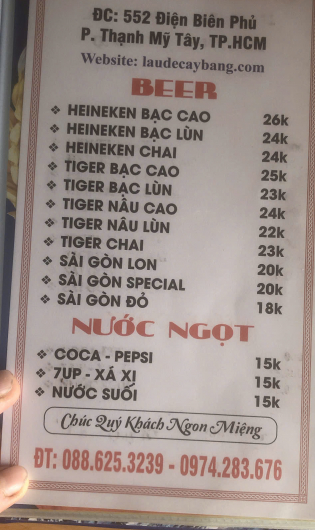 ĐC: 552 Điện Biên Phủ
P. Thạnh Mỹ Tây, TP.HCM
Website: laudecaybang.com
BEER
❖ HEINEKEN BẠC CAO 26k
❖ HEINEKEN BẠC LÙN 24k
❖ HEINEKEN CHAI 24k
❖ TIGER BẠC CAO 25k
❖ TIGER BẠC LÙN 23k
❖ TIGER NÂU CAO 24k
❖ TIGER NÂU LÙN 22k
❖ TIGER CHAI 23k
❖ SÀI GÒN LON 20k
❖ SÀI GÒN SPECIAL 20k
❖ SÀI GÒN ĐỎ 18k
NƯỚC NGỌT
❖ COCA - PEPSI 15k
❖ 7UP - XÁ XỊ 15k
❖ NƯỚC SUỐI 15k
Chúc Quý Khách Ngon Miệng
ĐT: 088.625.3239 - 0974.283.676